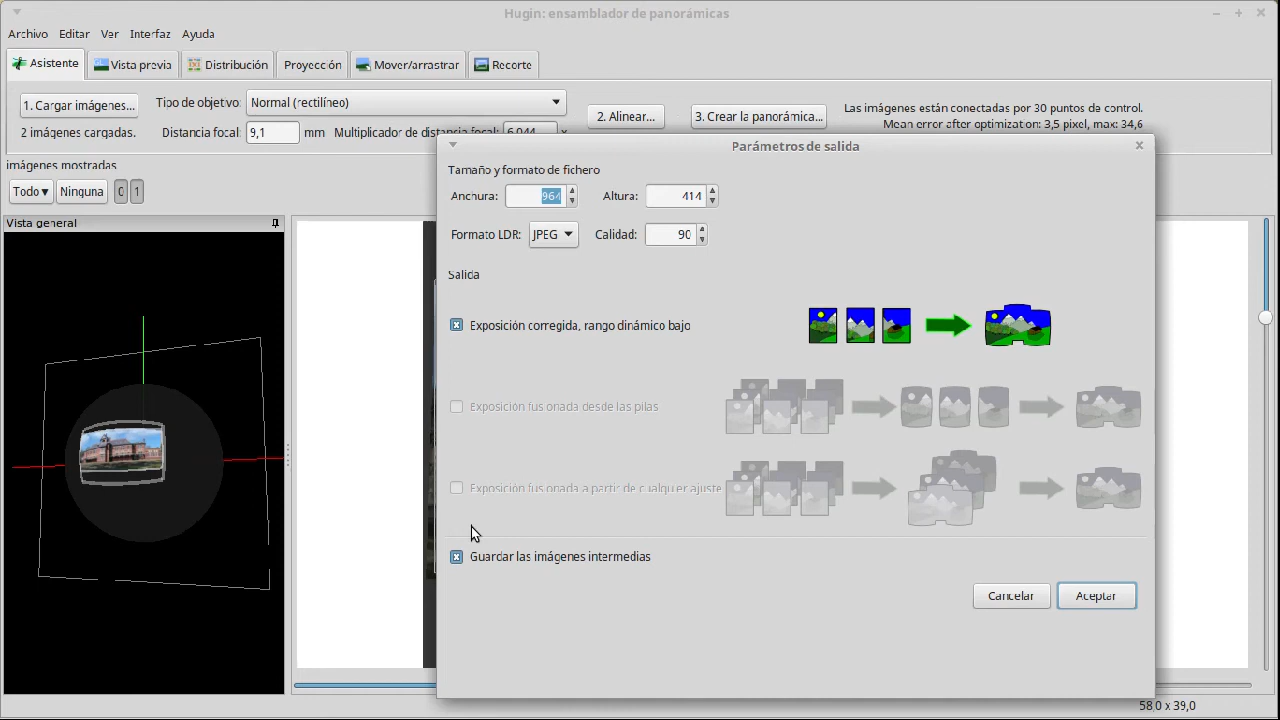 Hugin: ensamblador de panorámicas
Archivo Editar Ver Interfaz Ayuda
Asistente Vista previa Distribución Proyección Mover/arrastrar Recorte
1. Cargar imágenes... Tipo de objetivo: Normal (rectilíneo) 2. Alinear... 3. Crear la panorámica... Las imágenes están conectadas por 30 puntos de control.
2 imágenes cargadas. Distancia focal: 9,1 mm Multiplicador de distancia focal: 6,044 x Mean error after optimization: 3,5 pixel, max: 34,6
imágenes mostradas
Todo Ninguna 0 1
Vista general
Parámetros de salida
Tamaño y formato de fichero
Anchura: 964 Altura: 414
Formato LDR: JPEG Calidad: 90
Salida
Exposición corregida, rango dinámico bajo
Exposición fusionada desde las pilas
Exposición fusionada a partir de cualquier ajuste
Guardar las imágenes intermedias
Cancelar Aceptar
58,0 x 39,0